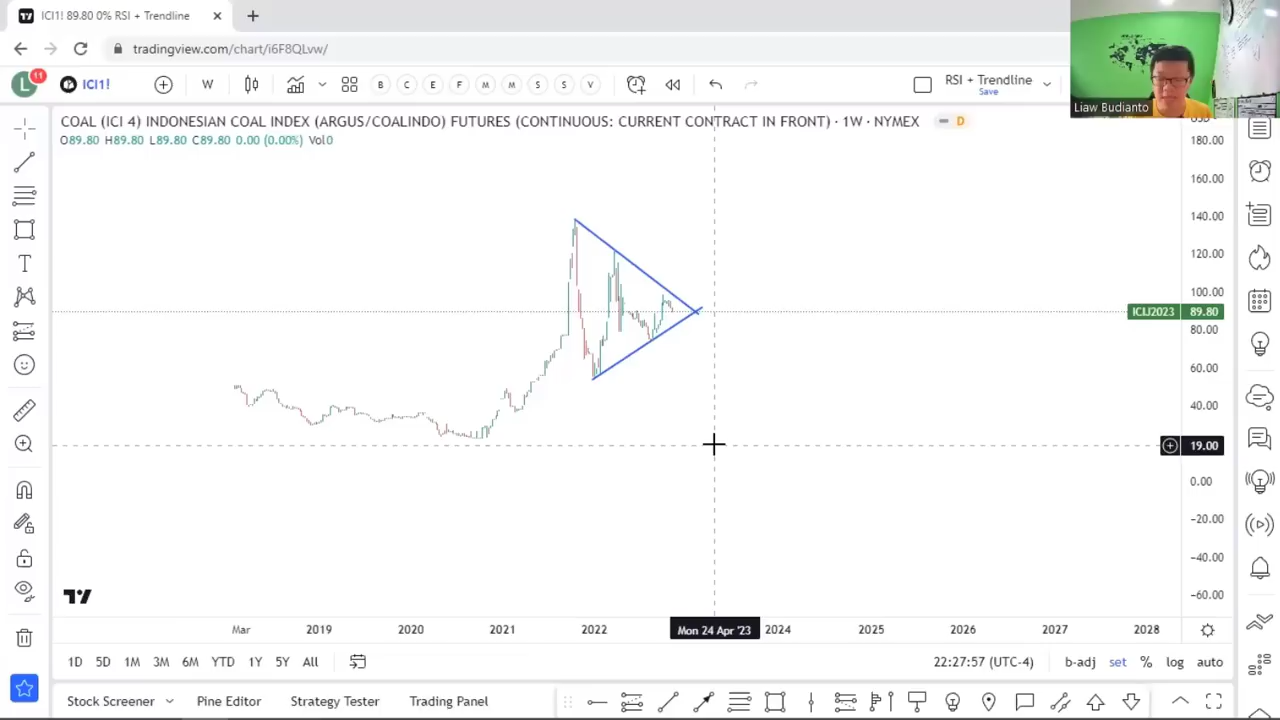 ICI1! 89.80 0% RSI + Trendline
tradingview.com/chart/i6F8QLvw/
L 11 ICI1! W B C E F M M S S V RSI + Trendline
Save
Liaw Budianto
COAL (ICI 4) INDONESIAN COAL INDEX (ARGUS/COALINDO) FUTURES (CONTINUOUS: CURRENT CONTRACT IN FRONT) · 1W · NYMEX D
O89.80 H89.80 L89.80 C89.80 0.00 (0.00%) Vol0
180.00
160.00
140.00
120.00
100.00
ICIJ2023 89.80
80.00
60.00
40.00
19.00
0.00
−20.00
−40.00
−60.00
Mar 2019 2020 2021 2022 Mon 24 Apr '23 2024 2025 2026 2027 2028
1D 5D 1M 3M 6M YTD 1Y 5Y All 22:27:57 (UTC-4) b-adj set % log auto
Stock Screener Pine Editor Strategy Tester Trading Panel